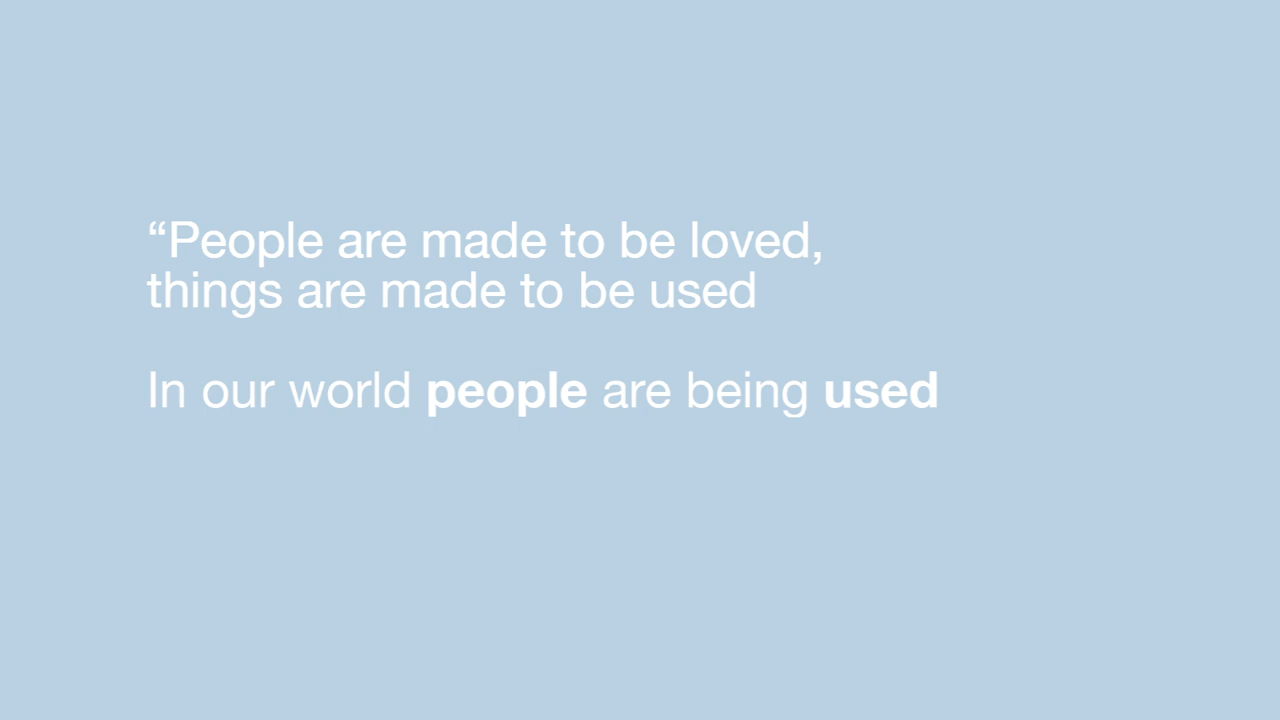 “People are made to be loved,
things are made to be used
In our world people are being used